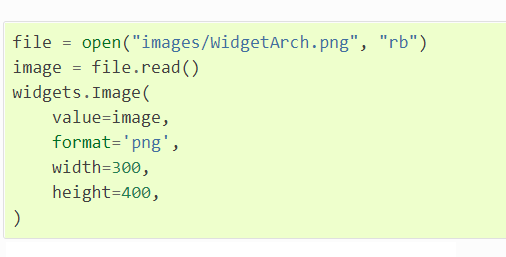 file = open("images/WidgetArch.png", "rb")
image = file.read()
widgets.Image(
    value=image,
    format='png',
    width=300,
    height=400,
)